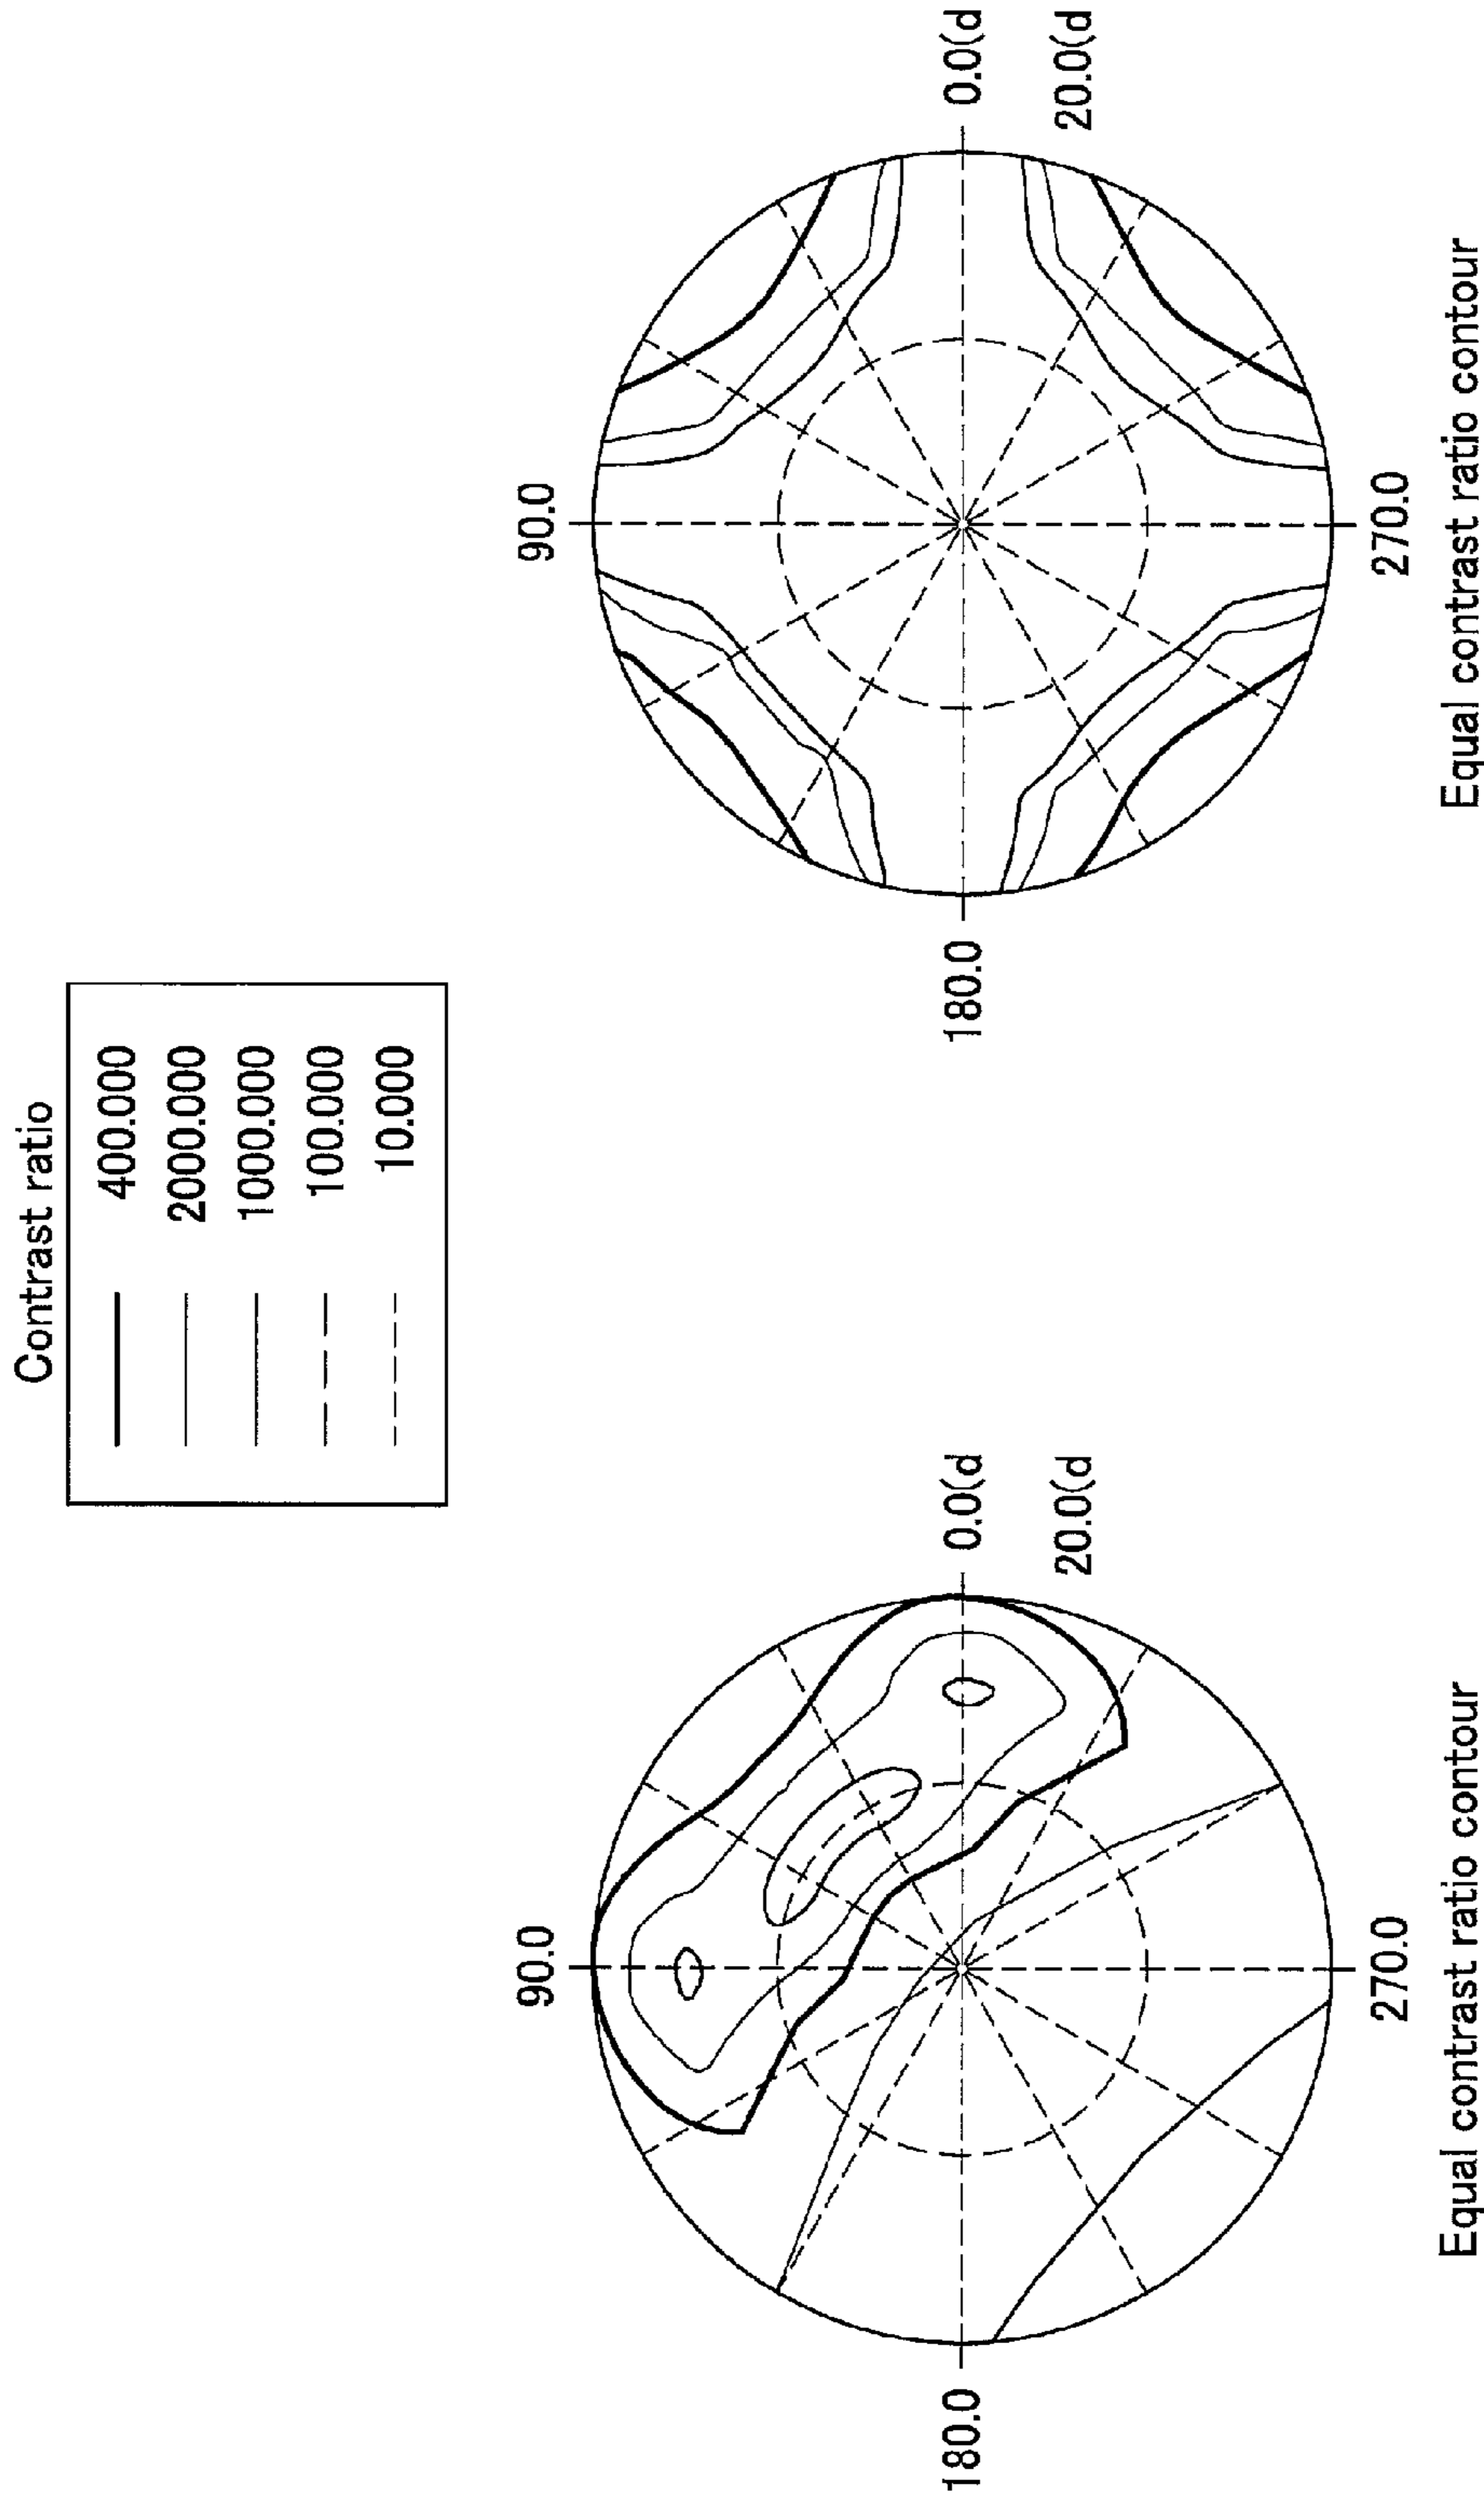 Contrast ratio
400.000
2000.000
1000.000
100.000
10.000
90.0
180.0
0.0(d
20.0(d
270.0
Equal contrast ratio contour
90.0
180.0
0.0(d
20.0(d
270.0
Equal contrast ratio contour